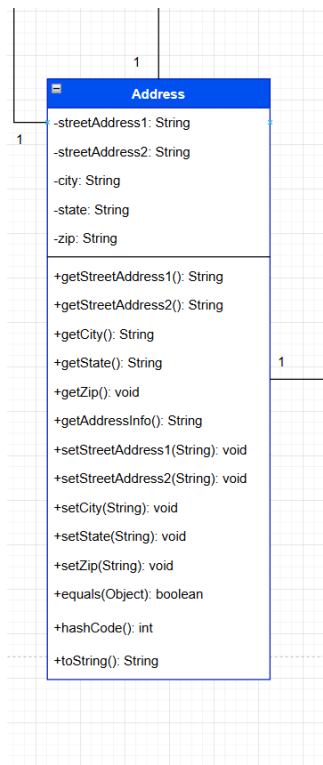 1
Address
-streetAddress1: String
1
-streetAddress2: String
-city: String
-state: String
-zip: String
+getStreetAddress1(): String
+getStreetAddress2(): String
+getCity(): String
+getState(): String
1
+getZip(): void
+getAddressInfo(): String
+setStreetAddress1(String): void
+setStreetAddress2(String): void
+setCity(String): void
+setState(String): void
+setZip(String): void
+equals(Object): boolean
+hashCode(): int
+toString(): String